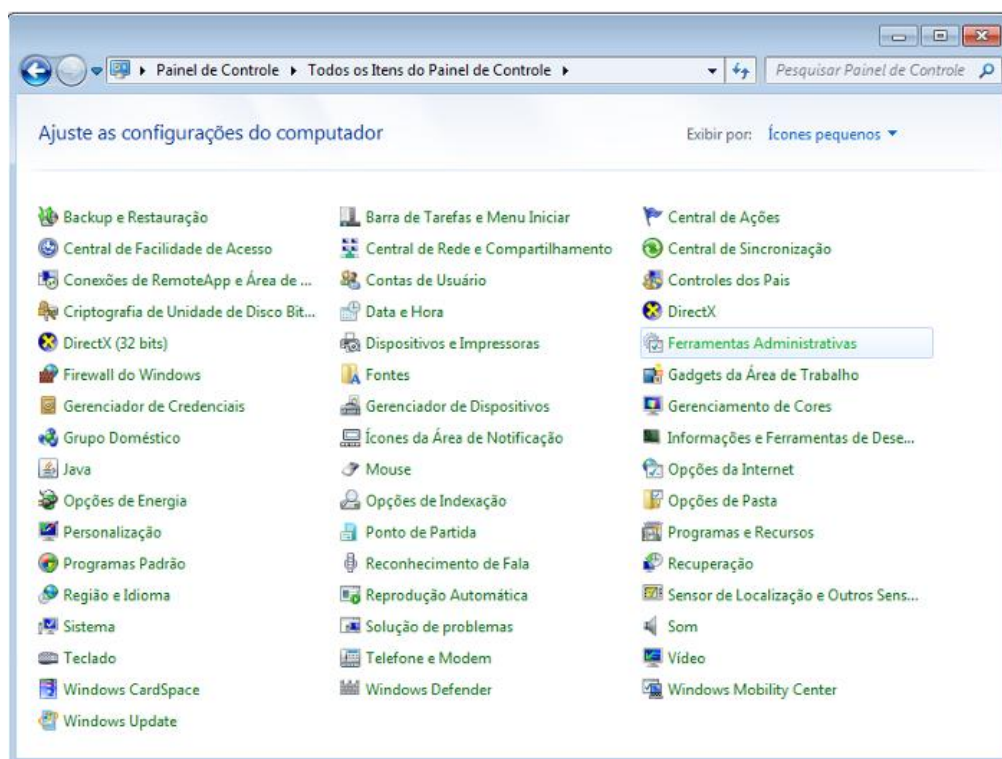 Painel de Controle Todos os Itens do Painel de Controle Pesquisar Painel de Controle
Ajuste as configurações do computador Exibir por: Ícones pequenos
Backup e Restauração Barra de Tarefas e Menu Iniciar Central de Ações
Central de Facilidade de Acesso Central de Rede e Compartilhamento Central de Sincronização
Conexões de RemoteApp e Área de ... Contas de Usuário Controles dos Pais
Criptografia de Unidade de Disco Bit... Data e Hora DirectX
DirectX (32 bits) Dispositivos e Impressoras Ferramentas Administrativas
Firewall do Windows Fontes Gadgets da Área de Trabalho
Gerenciador de Credenciais Gerenciador de Dispositivos Gerenciamento de Cores
Grupo Doméstico Ícones da Área de Notificação Informações e Ferramentas de Dese...
Java Mouse Opções da Internet
Opções de Energia Opções de Indexação Opções de Pasta
Personalização Ponto de Partida Programas e Recursos
Programas Padrão Reconhecimento de Fala Recuperação
Região e Idioma Reprodução Automática Sensor de Localização e Outros Sens...
Sistema Solução de problemas Som
Teclado Telefone e Modem Vídeo
Windows CardSpace Windows Defender Windows Mobility Center
Windows Update